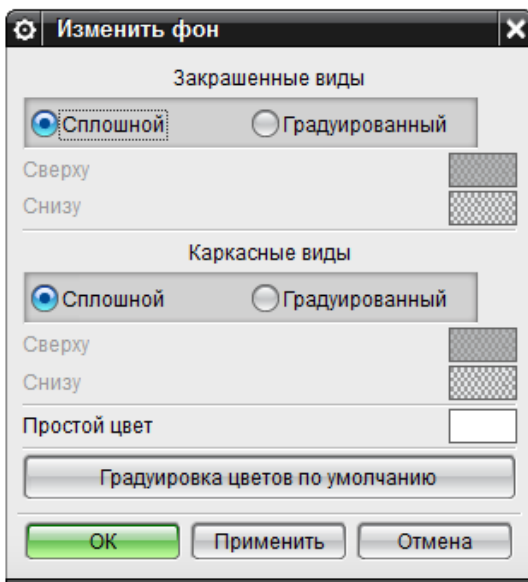 Изменить фон
Закрашенные виды
Сплошной Градуированный
Сверху
Снизу
Каркасные виды
Сплошной Градуированный
Сверху
Снизу
Простой цвет
Градуировка цветов по умолчанию
ОК Применить Отмена